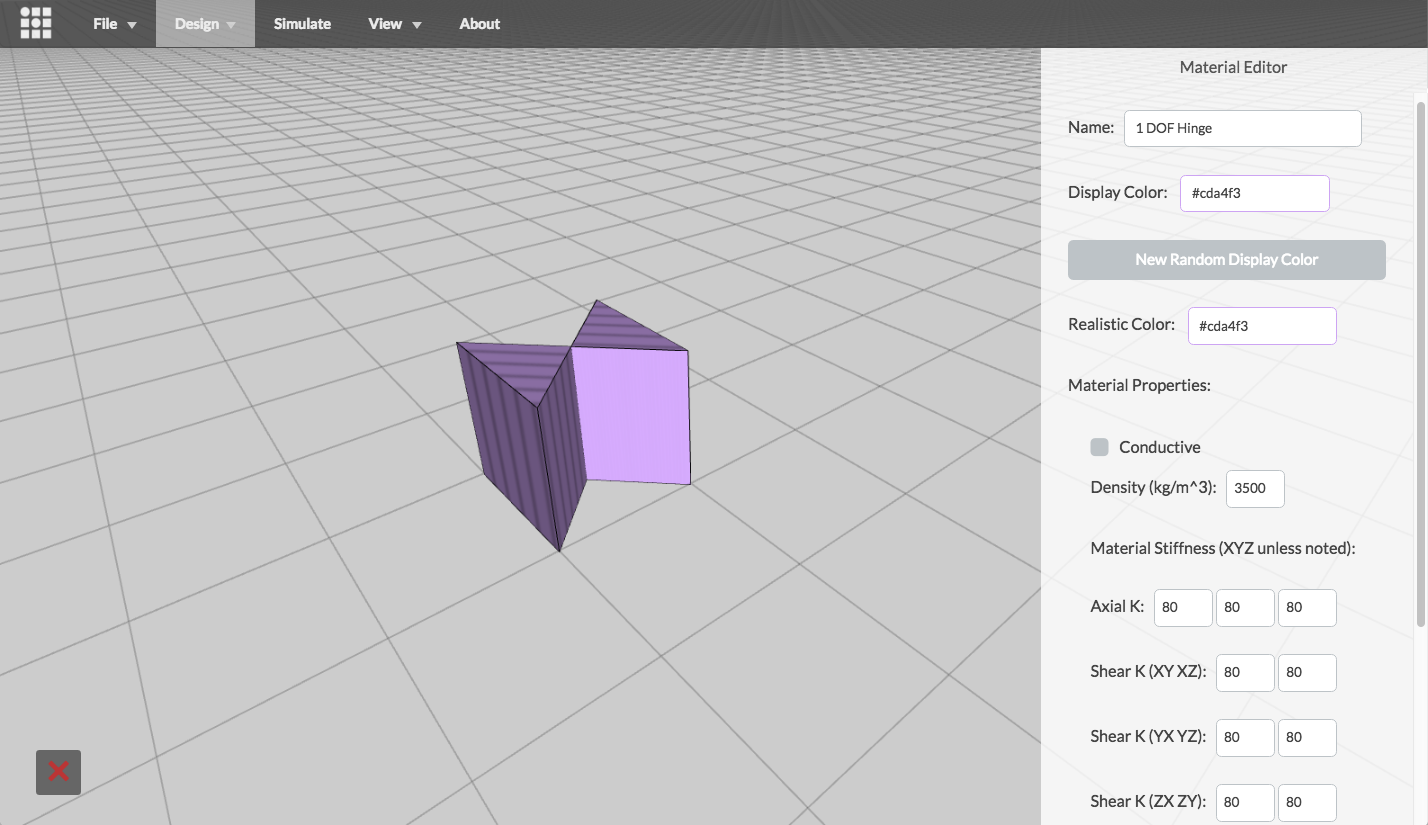 File Design Simulate View About
Material Editor
Name: 1 DOF Hinge
Display Color: #cda4f3
New Random Display Color
Realistic Color: #cda4f3
Material Properties:
Conductive
Density (kg/m^3): 3500
Material Stiffness (XYZ unless noted):
Axial K: 80 80 80
Shear K (XY XZ): 80 80
Shear K (YX YZ): 80 80
Shear K (ZX ZY): 80 80